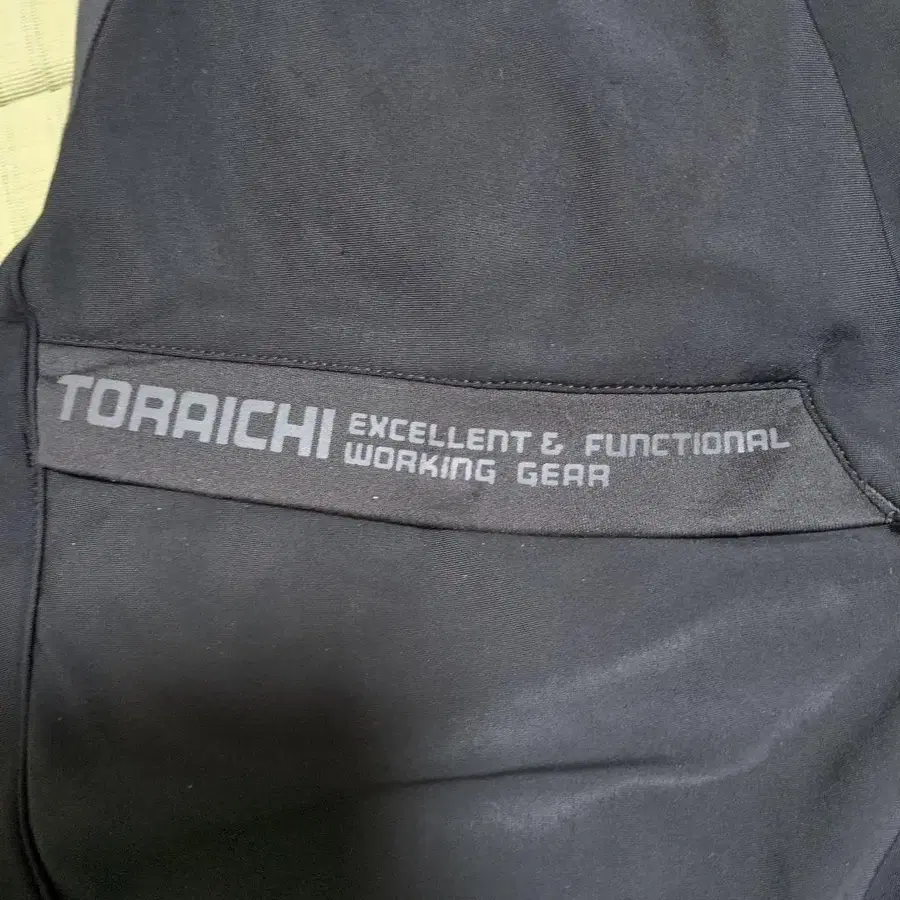 TORAICHI
EXCELLENT & FUNCTIONAL
WORKING GEAR